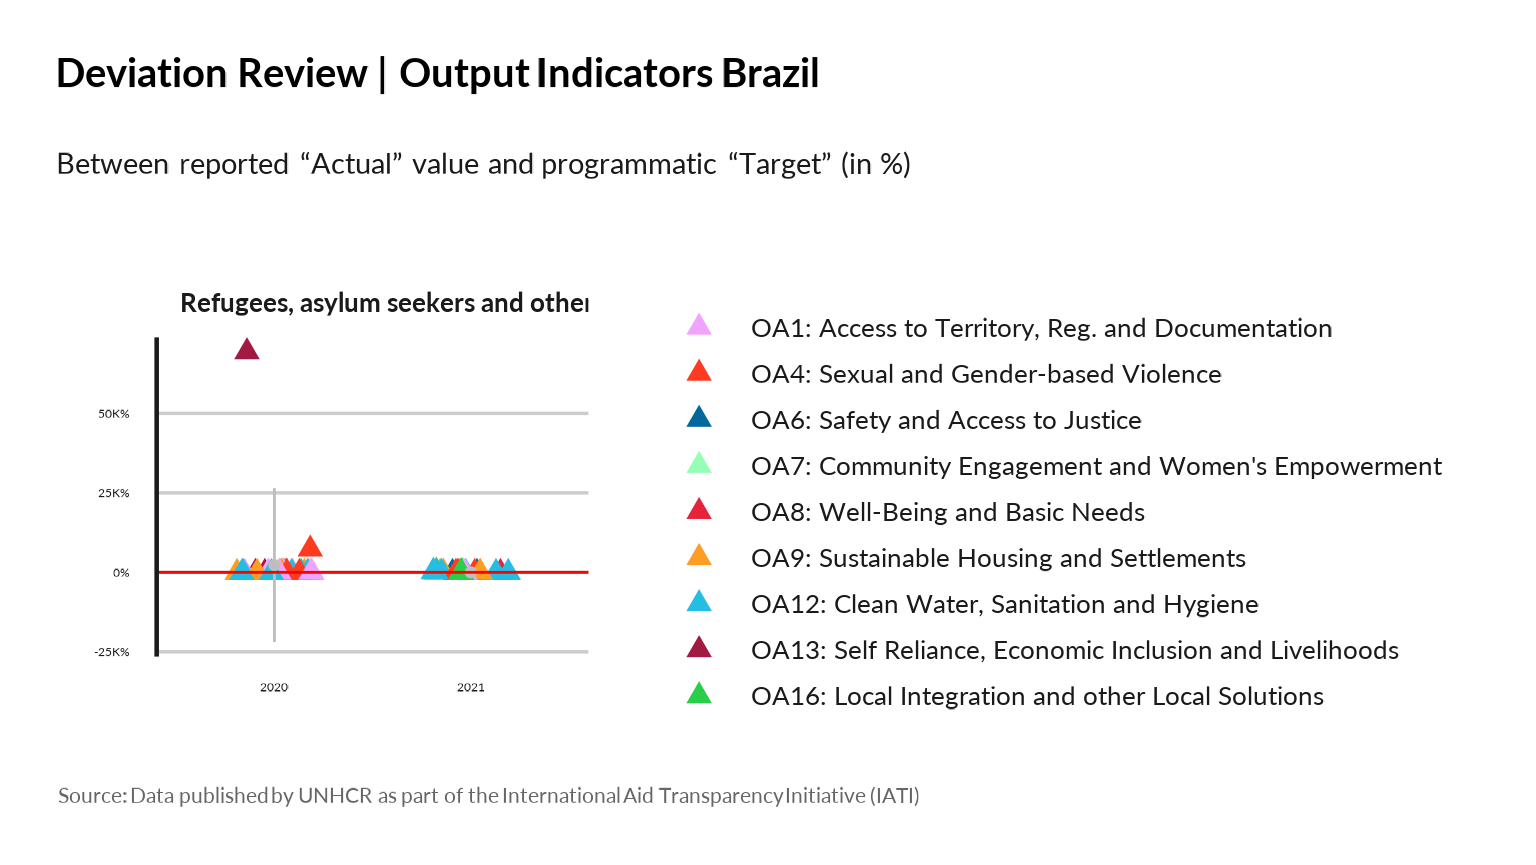 Deviation Review | Output Indicators Brazil
Between reported “Actual” value and programmatic “Target” (in %)
Refugees, asylum seekers and other
50K%
25K%
0%
-25K%
2020
2021
OA1: Access to Territory, Reg. and Documentation
OA4: Sexual and Gender-based Violence
OA6: Safety and Access to Justice
OA7: Community Engagement and Women's Empowerment
OA8: Well-Being and Basic Needs
OA9: Sustainable Housing and Settlements
OA12: Clean Water, Sanitation and Hygiene
OA13: Self Reliance, Economic Inclusion and Livelihoods
OA16: Local Integration and other Local Solutions
Source: Data published by UNHCR as part of the International Aid Transparency Initiative (IATI)